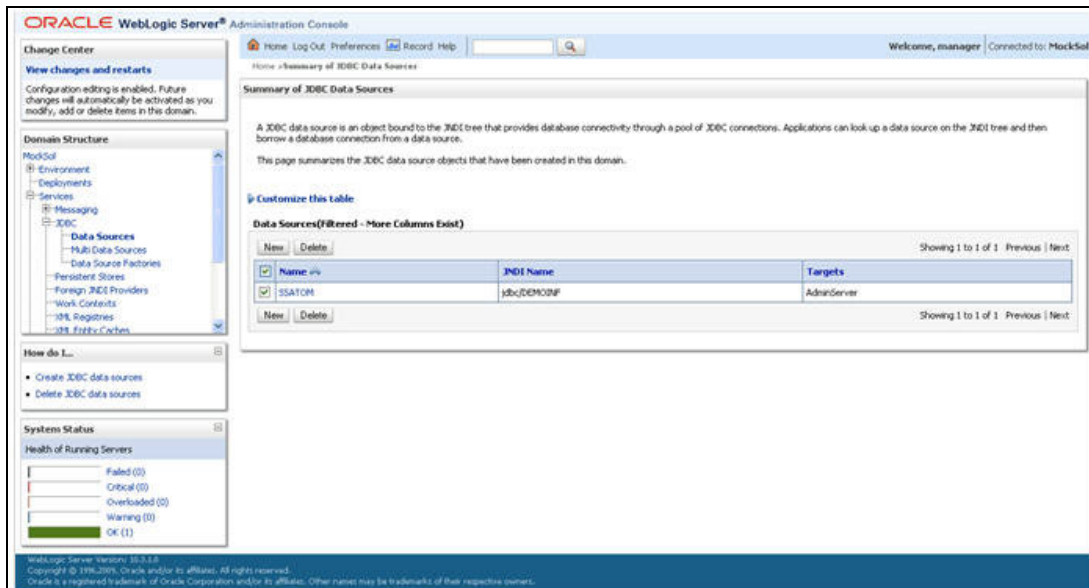 ORACLE WebLogic Server® Administration Console
Change Center
View changes and restarts
Configuration editing is enabled. Future
changes will automatically be activated as you
modify, add or delete items in this domain.
Domain Structure
MockSol
Environment
Deployments
Services
Messaging
JDBC
Data Sources
Multi Data Sources
Data Source Factories
Persistent Stores
Foreign JNDI Providers
Work Contexts
XML Registries
XML Entity Caches
How do I...
Create JDBC data sources
Delete JDBC data sources
System Status
Health of Running Servers
Failed (0)
Critical (0)
Overloaded (0)
Warning (0)
OK (1)
Home Log Out Preferences Record Help
Welcome, manager Connected to: MockSol
Home >Summary of JDBC Data Sources
Summary of JDBC Data Sources
A JDBC data source is an object bound to the JNDI tree that provides database connectivity through a pool of JDBC connections. Applications can look up a data source on the JNDI tree and then
borrow a database connection from a data source.
This page summarizes the JDBC data source objects that have been created in this domain.
Customize this table
Data Sources(Filtered - More Columns Exist)
New Delete Showing 1 to 1 of 1 Previous | Next
Name JNDI Name Targets
SSATOM jdbc/DEMOINF AdminServer
New Delete Showing 1 to 1 of 1 Previous | Next
WebLogic Server Version: 10.3.1.0
Copyright © 1996,2009, Oracle and/or its affiliates. All rights reserved.
Oracle is a registered trademark of Oracle Corporation and/or its affiliates. Other names may be trademarks of their respective owners.